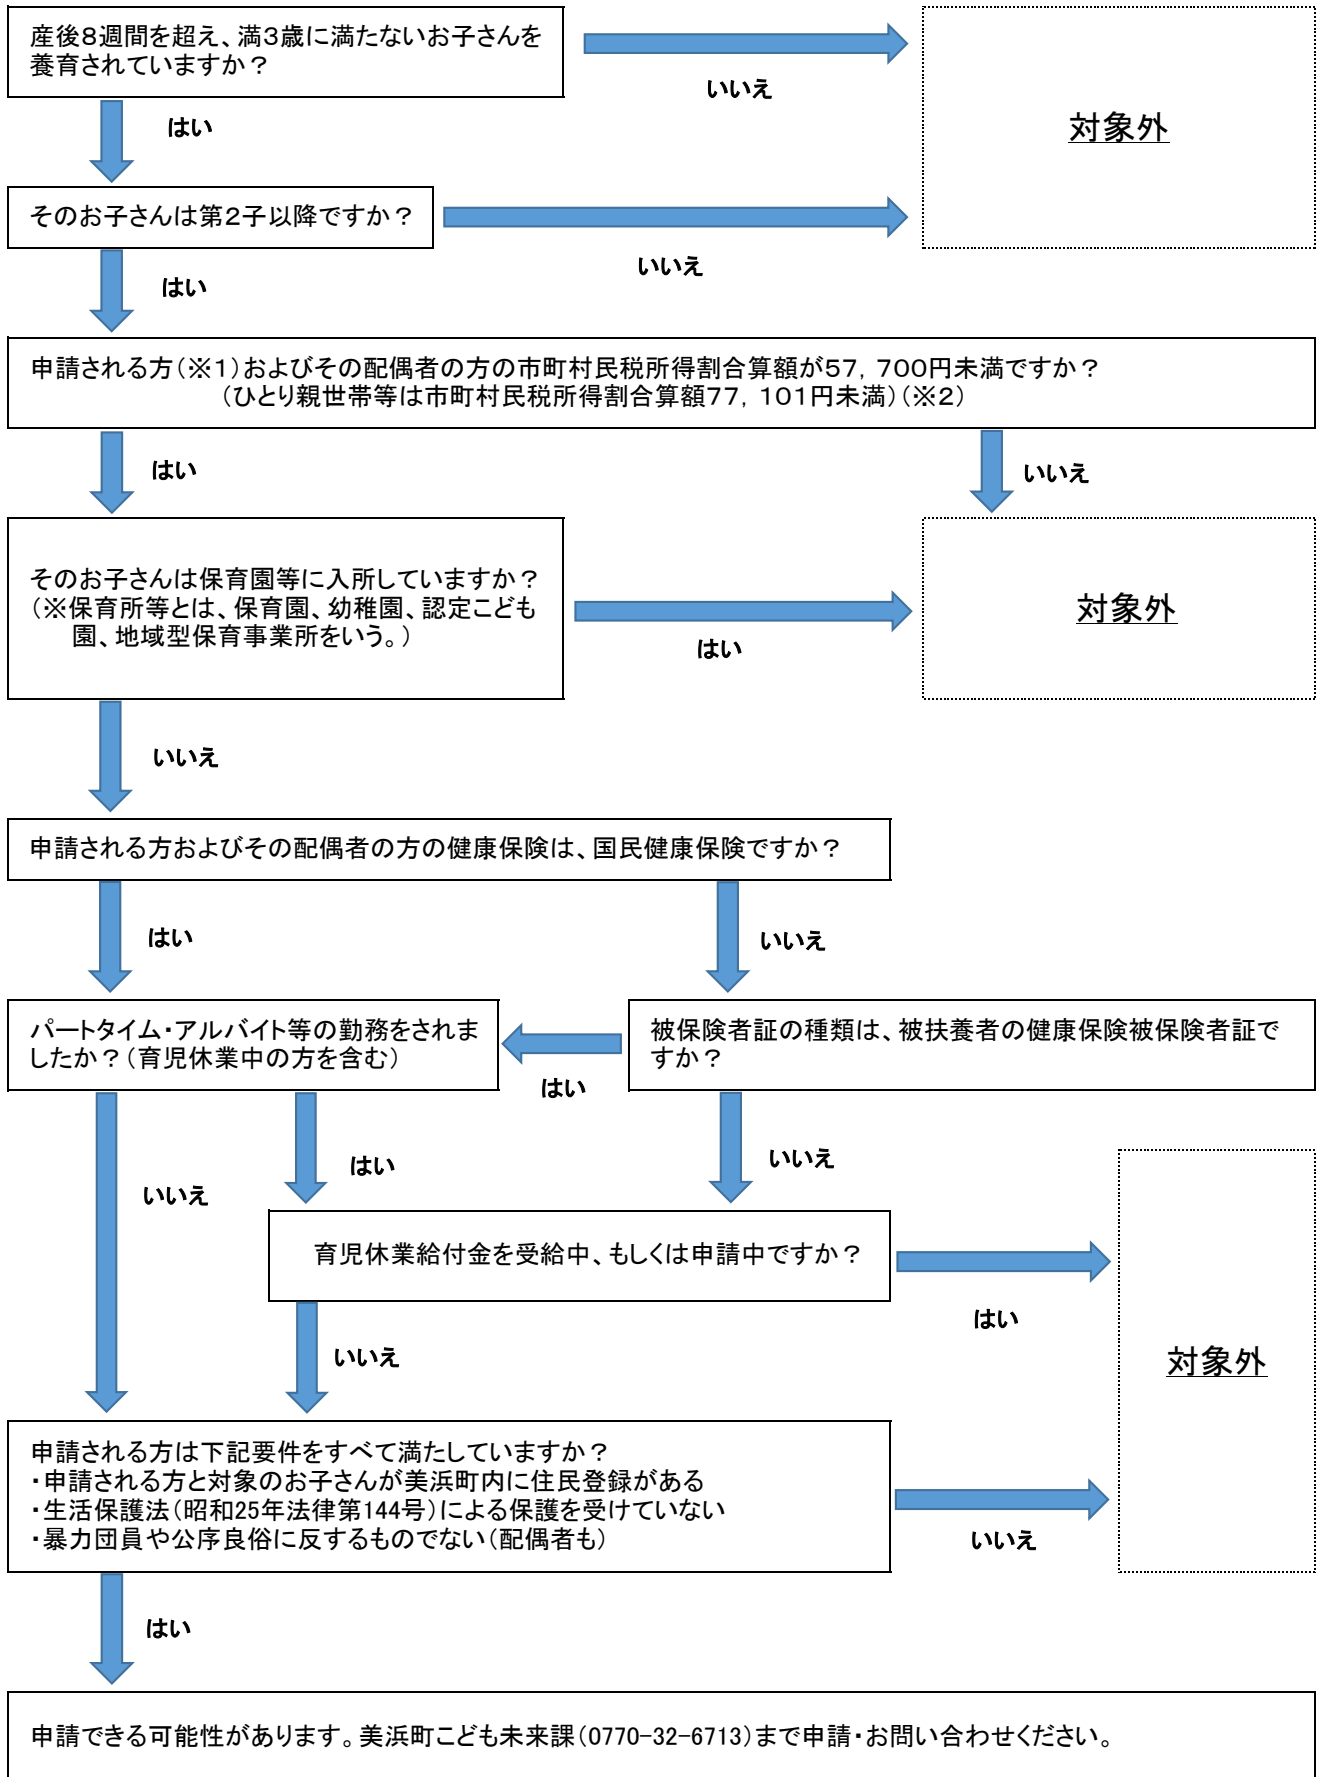 産後８週間を超え、満３歳に満たないお子さんを
養育されていますか？
いいえ
対象外
はい
そのお子さんは第２子以降ですか？
いいえ
はい
申請される方（※１）およびその配偶者の方の市町村民税所得割合算額が５７，７００円未満ですか？
（ひとり親世帯等は市町村民税所得割合算額７７，１０１円未満）（※２）
はい
いいえ
そのお子さんは保育園等に入所していますか？
（※保育所等とは、保育園、幼稚園、認定こども
園、地域型保育事業所をいう。）
はい
対象外
いいえ
申請される方およびその配偶者の方の健康保険は、国民健康保険ですか？
はい
いいえ
パートタイム・アルバイト等の勤務をされま
したか？（育児休業中の方を含む）
はい
被保険者証の種類は、被扶養者の健康保険被保険者証で
すか？
いいえ
はい
いいえ
育児休業給付金を受給中、もしくは申請中ですか？
はい
いいえ
対象外
申請される方は下記要件をすべて満たしていますか？
・申請される方と対象のお子さんが美浜町内に住民登録がある
・生活保護法（昭和25年法律第144号）による保護を受けていない
・暴力団員や公序良俗に反するものでない（配偶者も）
いいえ
はい
申請できる可能性があります。美浜町こども未来課（0770-32-6713）まで申請・お問い合わせください。